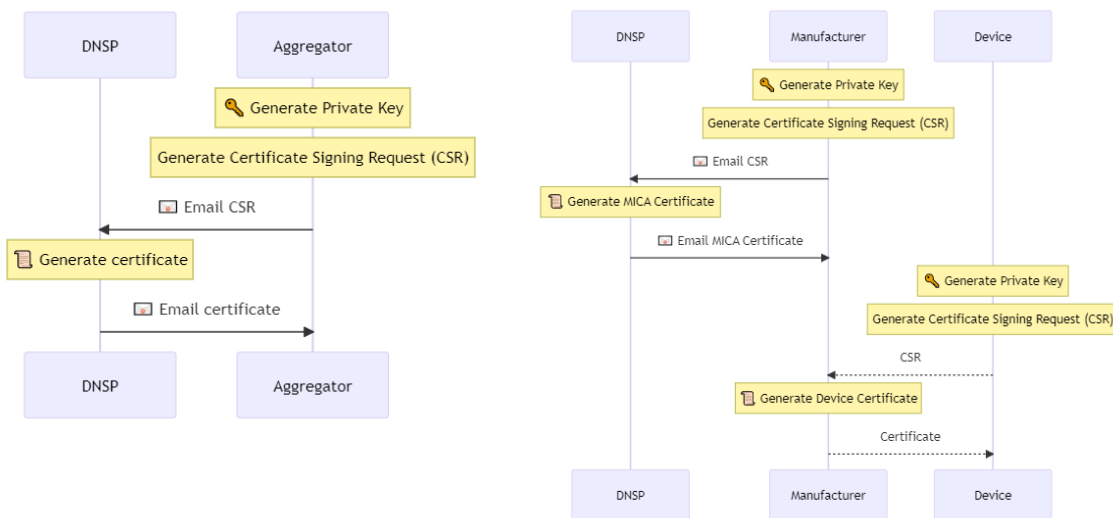 DNSP
Aggregator
🔑 Generate Private Key
Generate Certificate Signing Request (CSR)
📧 Email CSR
📜 Generate certificate
📧 Email certificate
DNSP
Aggregator
DNSP
Manufacturer
Device
🔑 Generate Private Key
Generate Certificate Signing Request (CSR)
📧 Email CSR
📜 Generate MICA Certificate
📧 Email MICA Certificate
🔑 Generate Private Key
Generate Certificate Signing Request (CSR)
CSR
📜 Generate Device Certificate
Certificate
DNSP
Manufacturer
Device